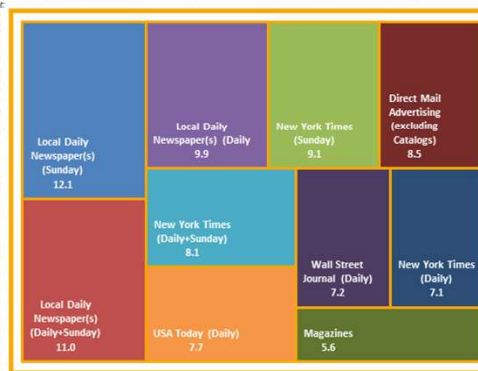 Local Daily
Newspaper(s)
(Sunday)
12.1
Local Daily
Newspaper(s) (Daily
9.9
New York Times
(Sunday)
9.1
Direct Mail
Advertising
(excluding
Catalogs)
8.5
New York Times
(Daily+Sunday)
8.1
Wall Street
Journal (Daily)
7.2
New York Times
(Daily)
7.1
Local Daily
Newspaper(s)
(Daily+Sunday)
11.0
USA Today (Daily)
7.7
Magazines
5.6